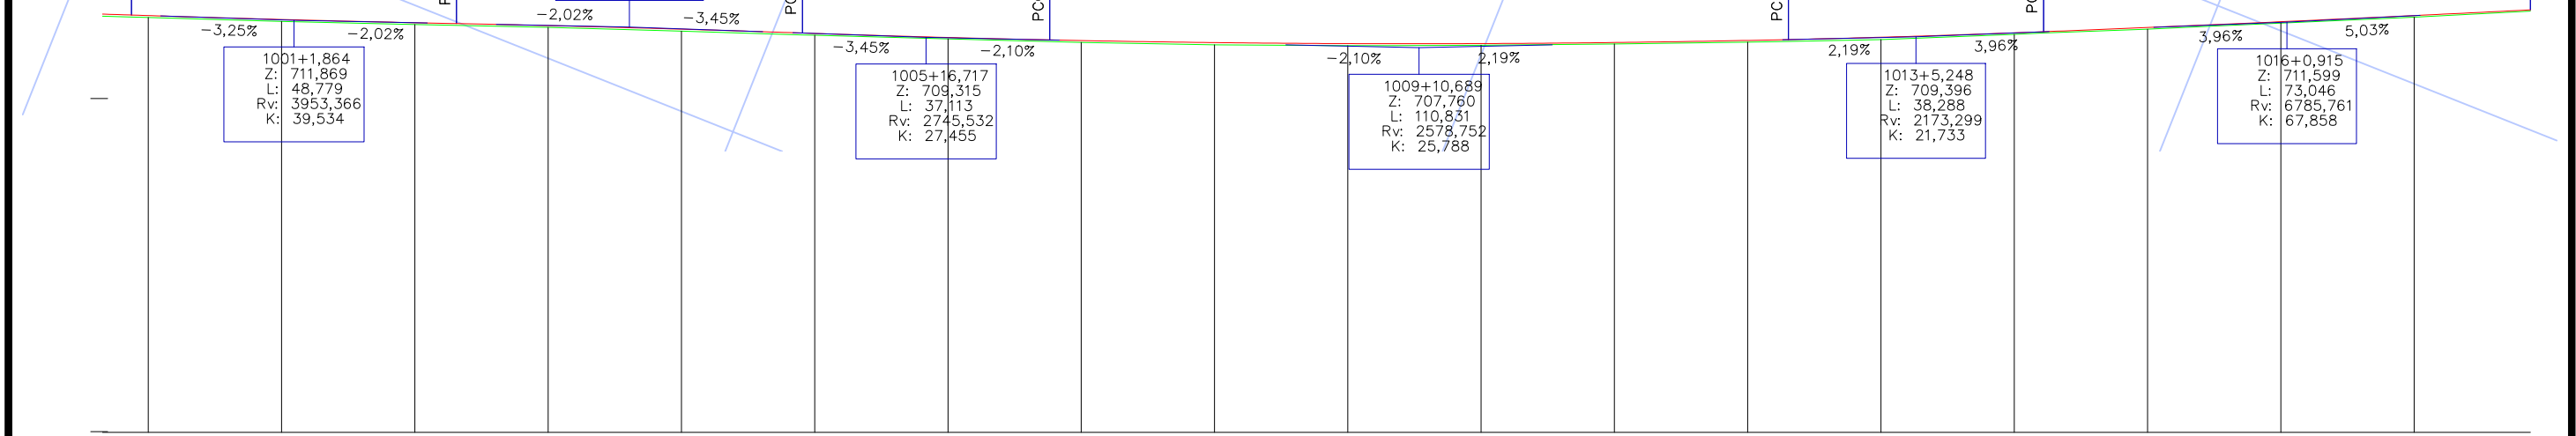 −2,02%
−3,45%
PC
PC
PC
−3,25%
−2,02%
−3,45%
−2,10%
−2,10%
2,19%
2,19%
3,96%
3,96%
5,03%
1001+1,864
Z: 711,869
L: 48,779
Rv: 3953,366
K: 39,534
1005+16,717
Z: 709,315
L: 37,113
Rv: 2745,532
K: 27,455
1009+10,689
Z: 707,760
L: 110,831
Rv: 2578,752
K: 25,788
1013+5,248
Z: 709,396
L: 38,288
Rv: 2173,299
K: 21,733
1016+0,915
Z: 711,599
L: 73,046
Rv: 6785,761
K: 67,858